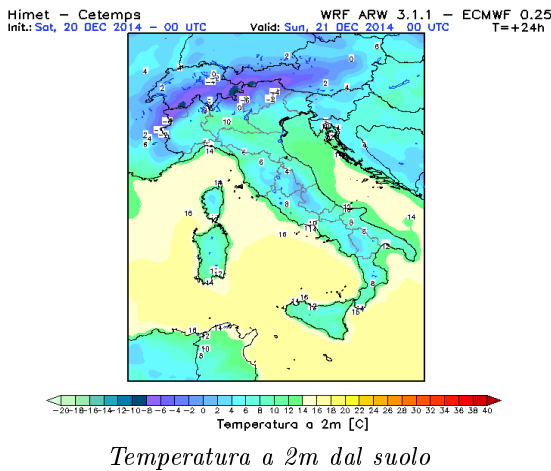 Himet – Cetemps WRF ARW 3.1.1 – ECMWF 0.25
Init.: Sat, 20 DEC 2014 – 00 UTC Valid: Sun, 21 DEC 2014 00 UTC T=+24h
-20 -18 -16 -14 -12 -10 -8 -6 -4 -2 0 2 4 6 8 10 12 14 16 18 20 22 24 26 28 30 32 34 36 38 40
Temperatura a 2m [C]
Temperatura a 2m dal suolo